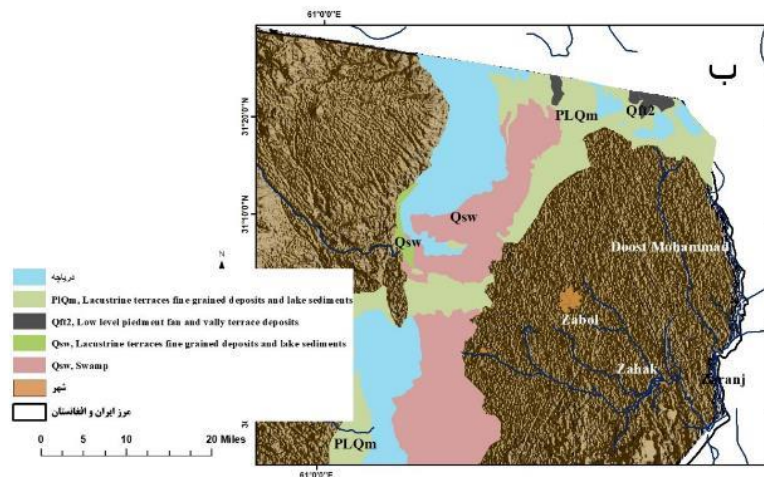 61°0'0"E
ب
31°20'0"N
PLQm
Qft2
31°10'0"N
Qsw
Qsw
Doost Mohammad
N
Zabol
Zahak
Zaranj
PLQm
دریاچه
PlQm, Lacustrine terraces fine grained deposits and lake sediments
Qft2, Low level piedment fan and vally terrace deposits
Qsw, Lacustrine terraces fine grained deposits and lake sediments
Qsw, Swamp
شهر
مرز ایران و افغانستان
0 5 10 20 Miles
61°0'0"E